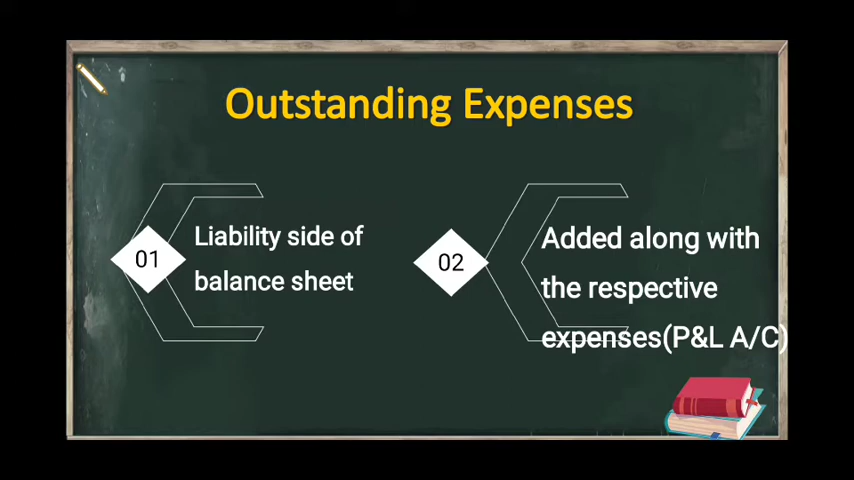 Outstanding Expenses
01
Liability side of
balance sheet
02
Added along with
the respective
expenses(P&L A/C)